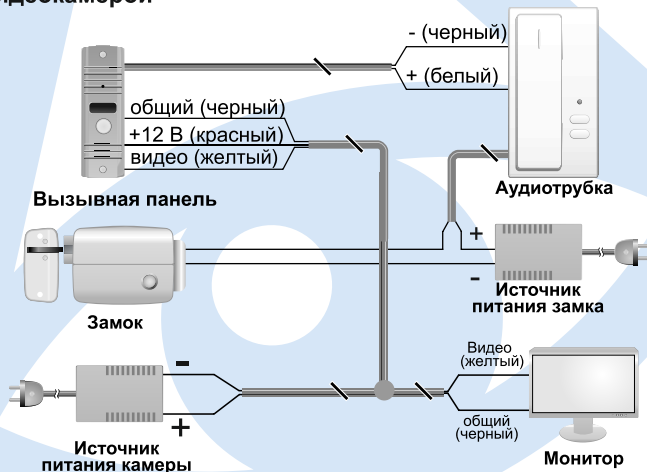 - (черный)
+ (белый)
общий (черный)
+12 В (красный)
видео (желтый)
Вызывная панель
Аудиотрубка
+
-
Источник
питания замка
Замок
Видео
(желтый)
общий
(черный)
-
+
Источник
питания камеры
Монитор